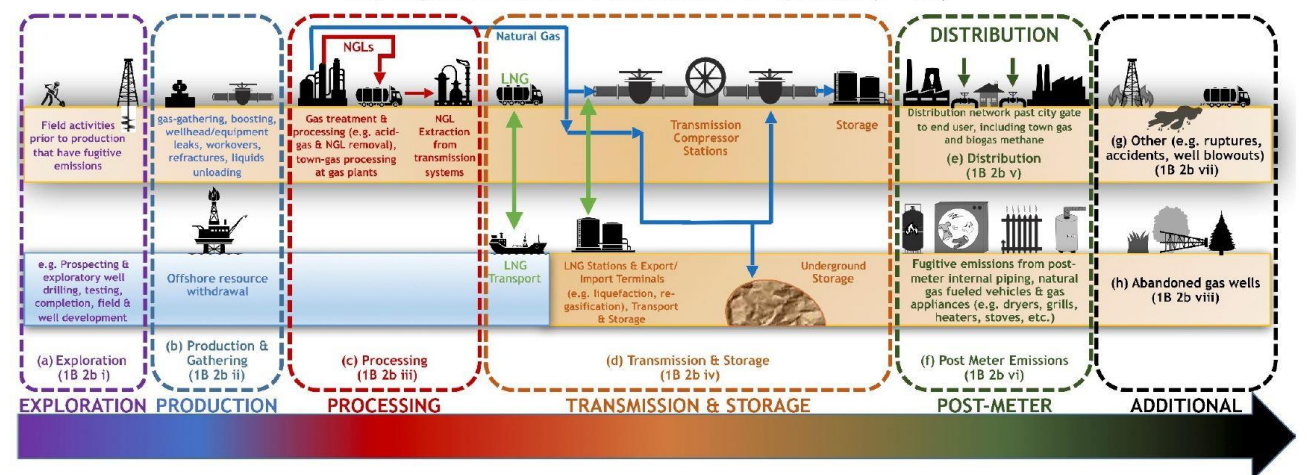 Field activities
prior to production
that have fugitive
emissions
e.g. Prospecting &
exploratory well
drilling, testing,
completion, field &
well development
(a) Exploration
(1B 2b i)
EXPLORATION
gas-gathering, boosting,
wellhead/equipment
leaks, workovers,
refractures, liquids
unloading
Offshore resource
withdrawal
(b) Production &
Gathering
(1B 2b ii)
PRODUCTION
NGLs
Gas treatment &
processing (e.g. acid-
gas & NGL removal),
town-gas processing
at gas plants
NGL
Extraction
from
transmission
systems
(c) Processing
(1B 2b iii)
PROCESSING
Natural Gas
LNG
Transmission
Compressor
Stations
Storage
LNG
Transport
LNG Stations & Export/
Import Terminals
(e.g. liquefaction, re-
gasification), Transport
& Storage
Underground
Storage
(d) Transmission & Storage
(1B 2b iv)
TRANSMISSION & STORAGE
DISTRIBUTION
Distribution network past city gate
to end user, including town gas
and biogas methane
(e) Distribution
(1B 2b v)
Fugitive emissions from post-
meter internal piping, natural
gas fueled vehicles & gas
appliances (e.g. dryers, grills,
heaters, stoves, etc.)
(f) Post Meter Emissions
(1B 2b vi)
POST-METER
(g) Other (e.g. ruptures,
accidents, well blowouts)
(1B 2b vii)
(h) Abandoned gas wells
(1B 2b viii)
ADDITIONAL